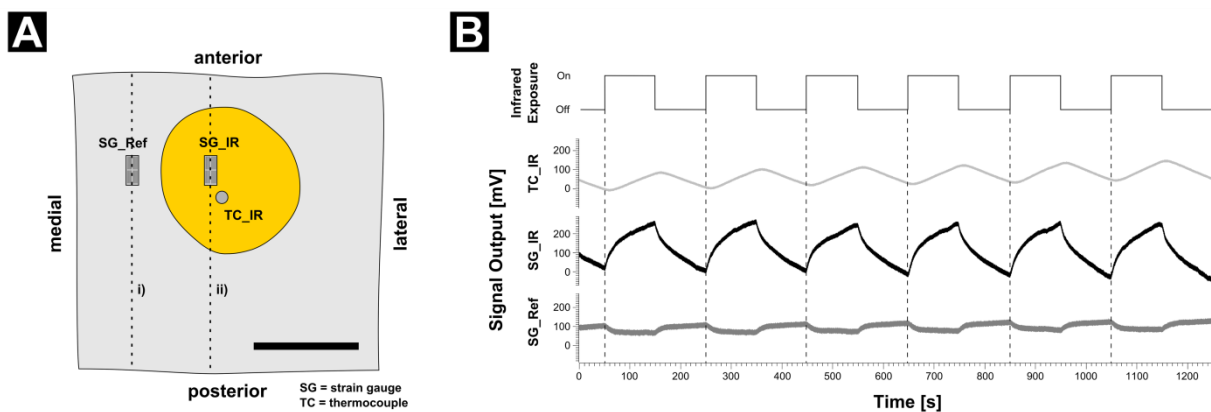 A
anterior
SG_Ref
SG_IR
TC_IR
medial
lateral
i)
ii)
posterior
SG = strain gauge
TC = thermocouple
B
Infrared
Exposure
On
Off
Signal Output [mV]
TC_IR
200
100
0
SG_IR
200
100
0
SG_Ref
200
100
0
0 100 200 300 400 500 600 700 800 900 1000 1100 1200
Time [s]